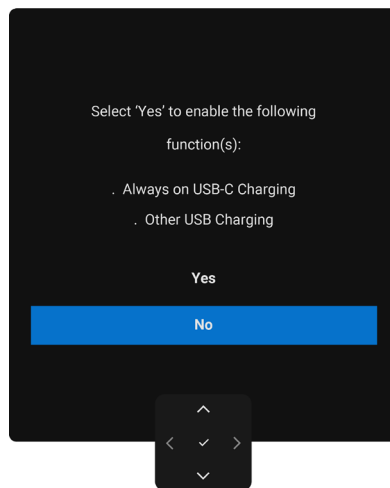 Select ‘Yes’ to enable the following
function(s):
. Always on USB-C Charging
. Other USB Charging
Yes
No